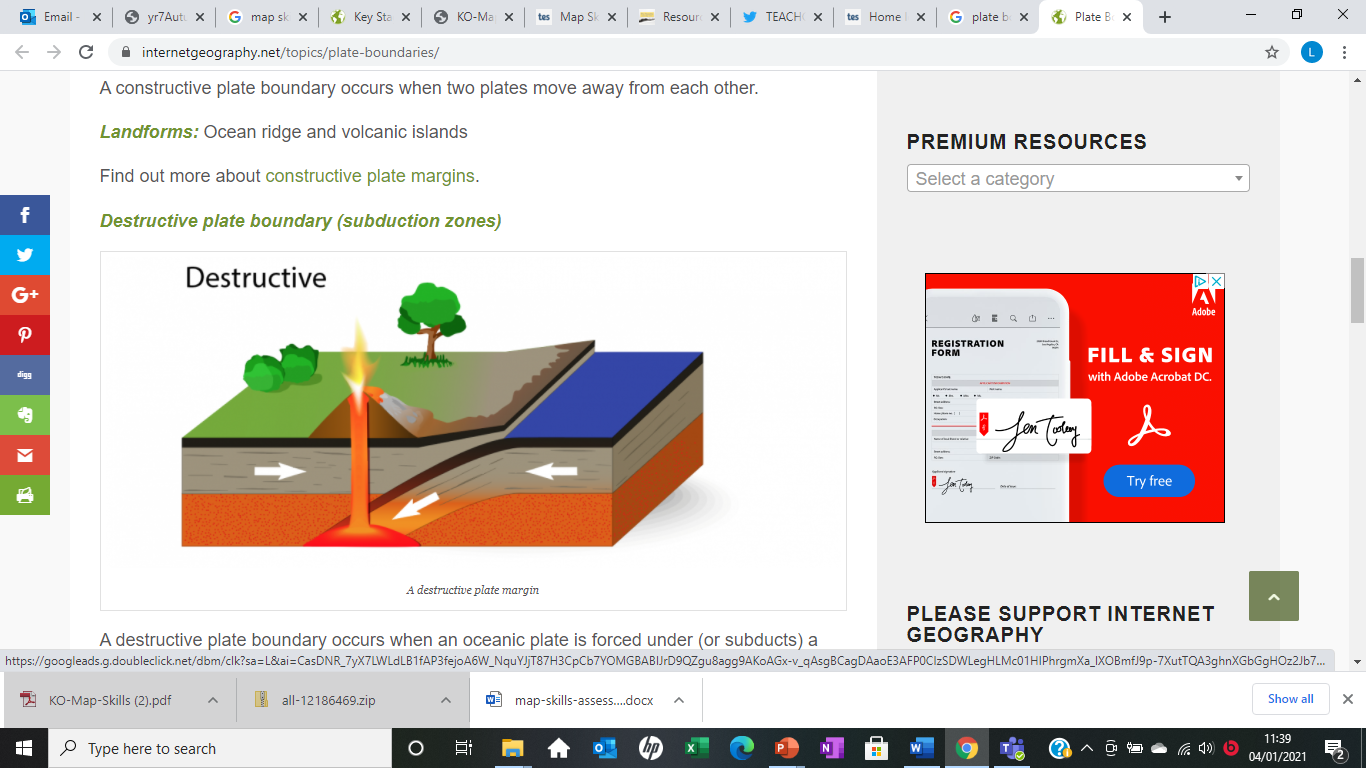 Email -
yr7Autu
map sk
Key Sta
KO-Ma
tes
Map Sk
Resour
TEACH
tes
Home
plate b
Plate B
internetgeography.net/topics/plate-boundaries/
L
A constructive plate boundary occurs when two plates move away from each other.
Landforms: Ocean ridge and volcanic islands
Find out more about constructive plate margins.
Destructive plate boundary (subduction zones)
Destructive
A destructive plate margin
A destructive plate boundary occurs when an oceanic plate is forced under (or subducts) a
f
G+
digg
PREMIUM RESOURCES
Select a category
Adobe
REGISTRATION
FORM
FILL & SIGN
with Adobe Acrobat DC.
Try free
PLEASE SUPPORT INTERNET
GEOGRAPHY
KO-Map-Skills (2).pdf
all-12186469.zip
map-skills-assess....docx
Show all
Type here to search
11:39
04/01/2021
2